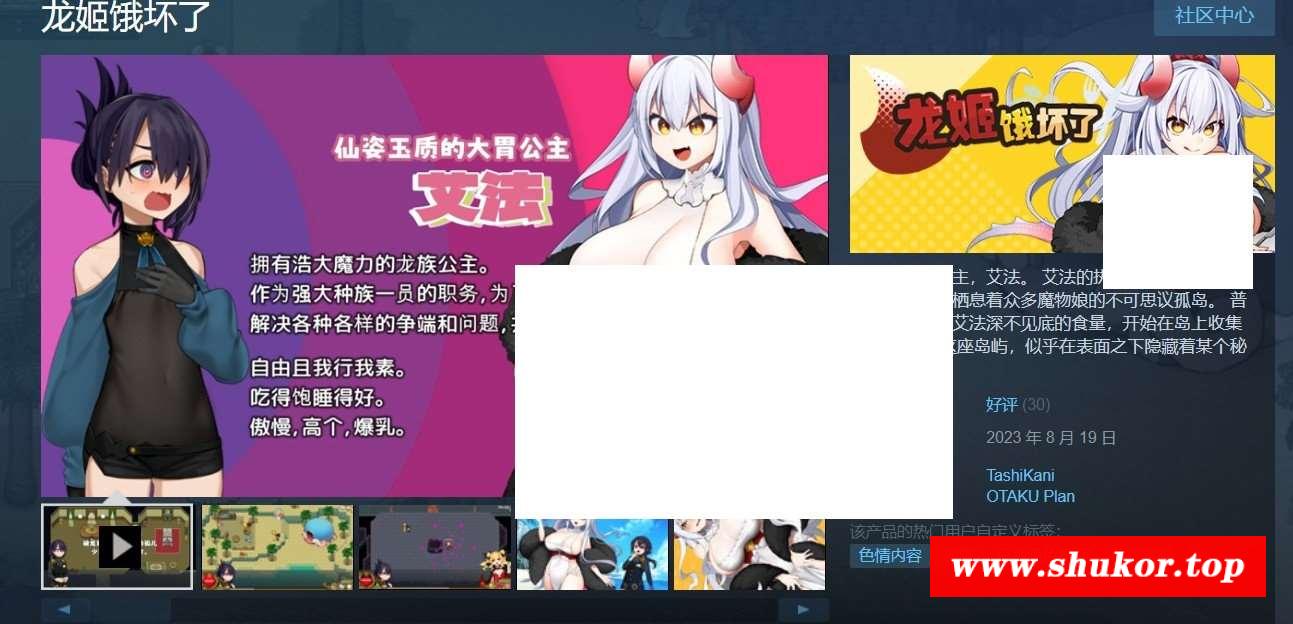 龙姬饿坏了
社区中心
仙姿玉质的大胃公主
艾法
拥有浩大魔力的龙族公主。
作为强大种族一员的职务,为
解决各种各样的争端和问题,
自由且我行我素。
吃得饱睡得好。
傲慢,高个,爆乳。
龙姬饿坏了
主，艾法。 艾法的
栖息着众多魔物娘的不可思议孤岛。 普
艾法深不见底的食量，开始在岛上收集
座岛屿，似乎在表面之下隐藏着某个秘
好评 (30)
2023 年 8 月 19 日
TashiKani
OTAKU Plan
该产品的热门用户自定义标签:
色情内容
www.shukor.top